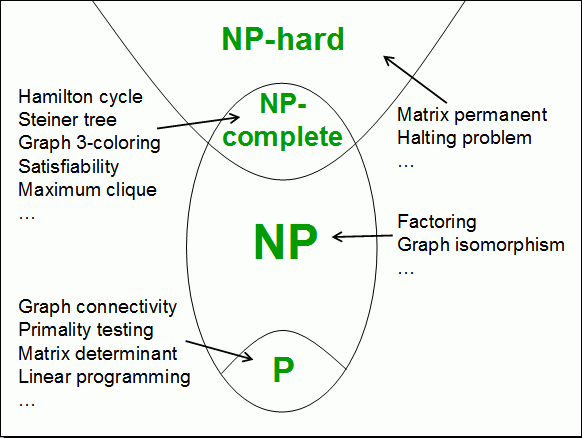 NP-hard
Hamilton cycle
Steiner tree
Graph 3-coloring
Satisfiability
Maximum clique
…
NP-
complete
Matrix permanent
Halting problem
…
NP
Factoring
Graph isomorphism
…
Graph connectivity
Primality testing
Matrix determinant
Linear programming
…
P